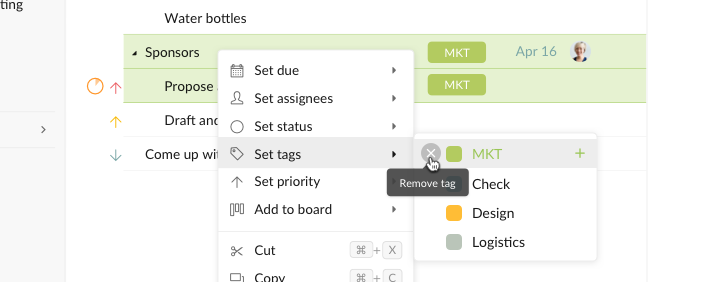 ting
Water bottles
Sponsors
MKT
Apr 16
Propose
MKT
Draft and
Come up wit
Set due
Set assignees
Set status
Set tags
Set priority
Add to board
Cut
⌘ + X
Copy
⌘ + C
MKT +
Remove tag
Check
Design
Logistics